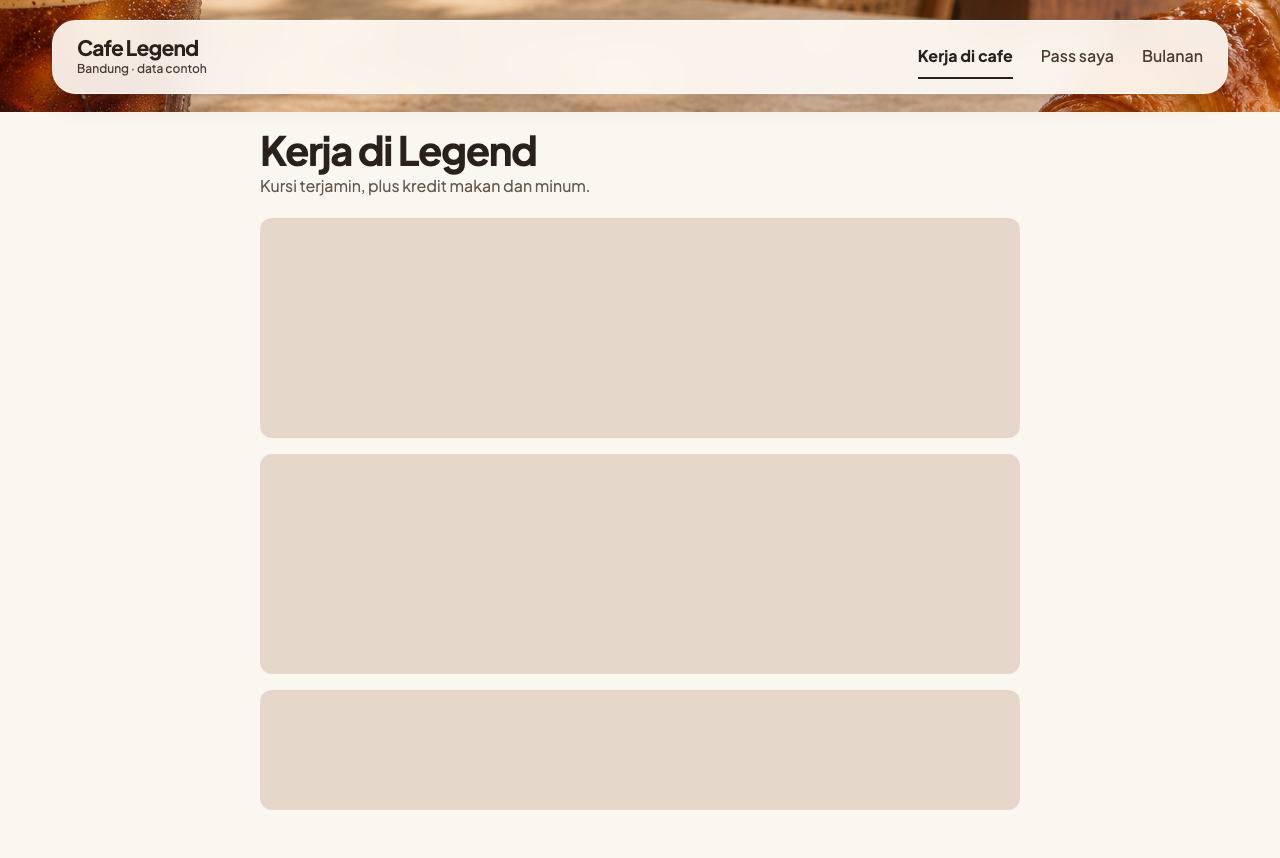 Cafe Legend
Bandung · data contoh
Kerja di cafe
Pass saya
Bulanan
Kerja di Legend
Kursi terjamin, plus kredit makan dan minum.